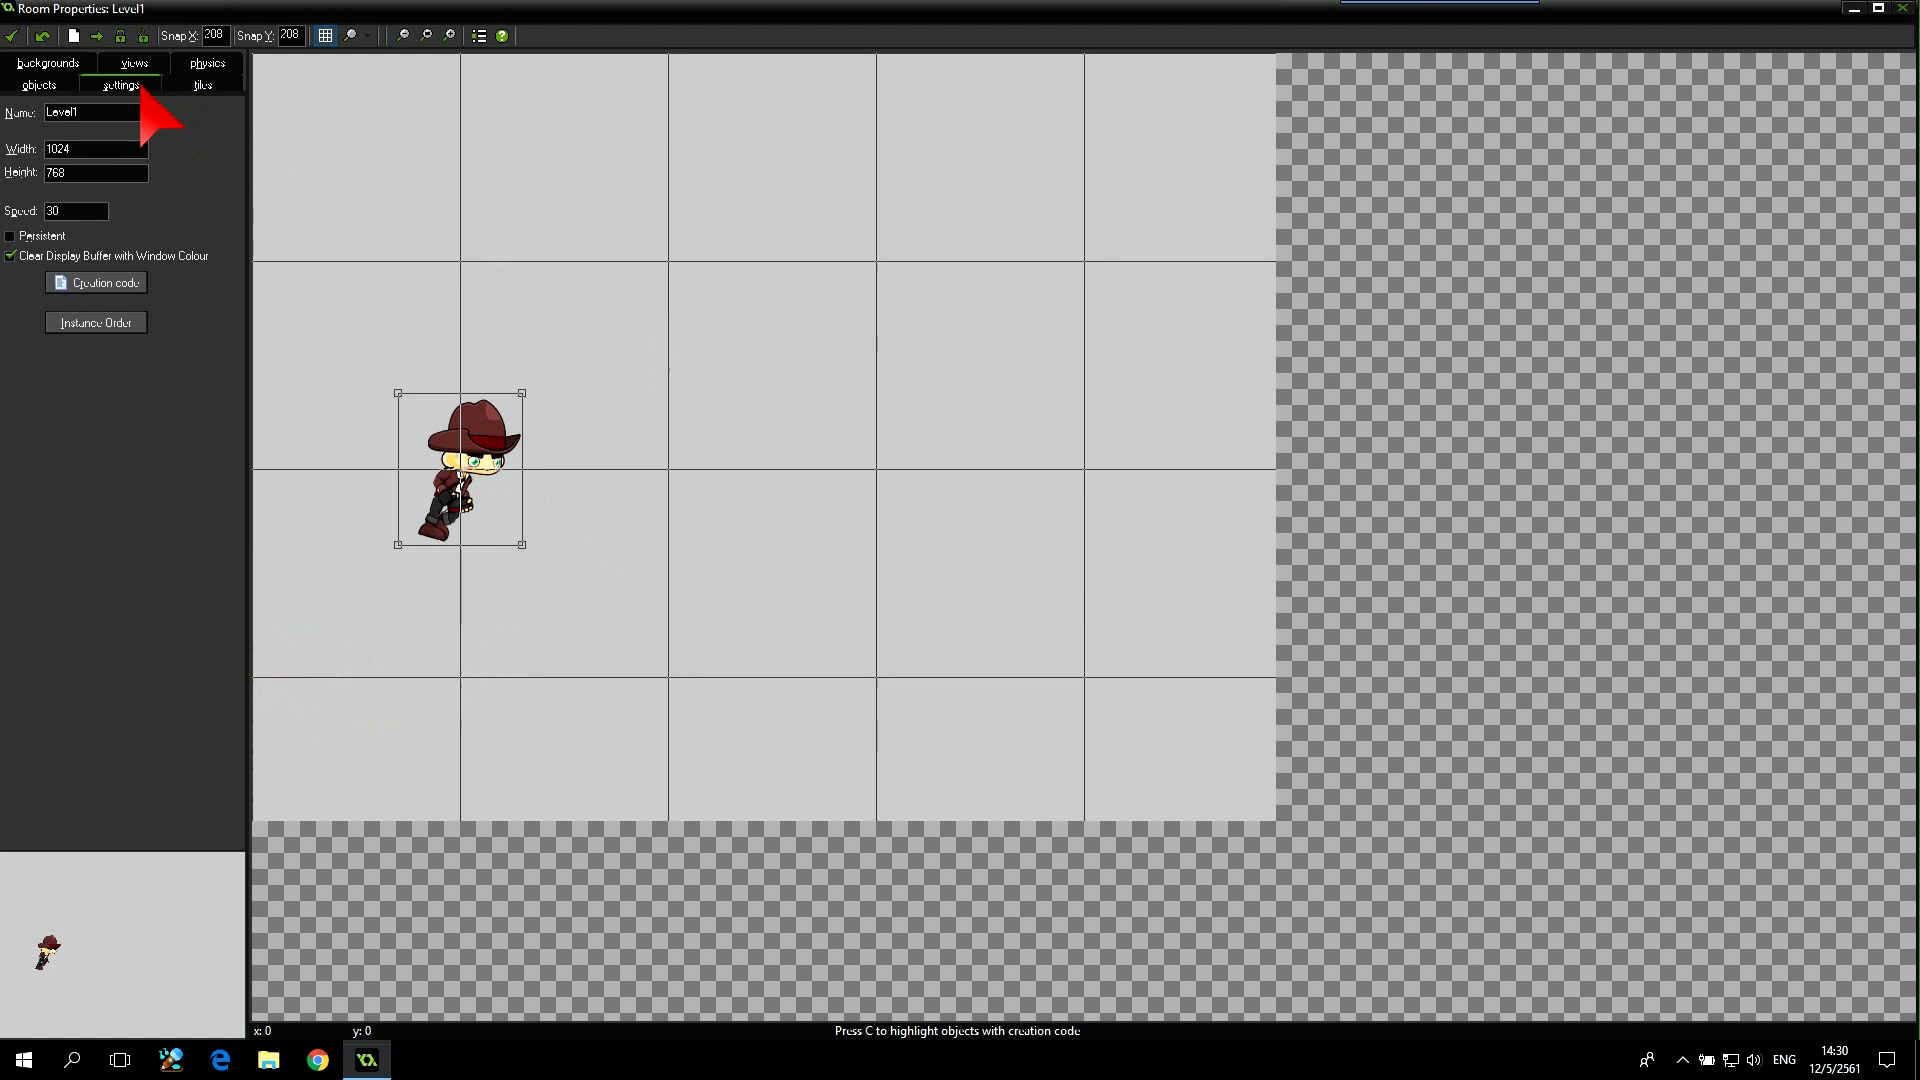 Room Properties: Level1
Snap X: 208 Snap Y: 208
backgrounds views physics
objects settings tiles
Name: Level1
Width: 1024
Height: 768
Speed: 30
Persistent
Clear Display Buffer with Window Colour
Creation code
Instance Order
x: 0 y: 0 Press C to highlight objects with creation code
ENG
14:30
12/5/2561